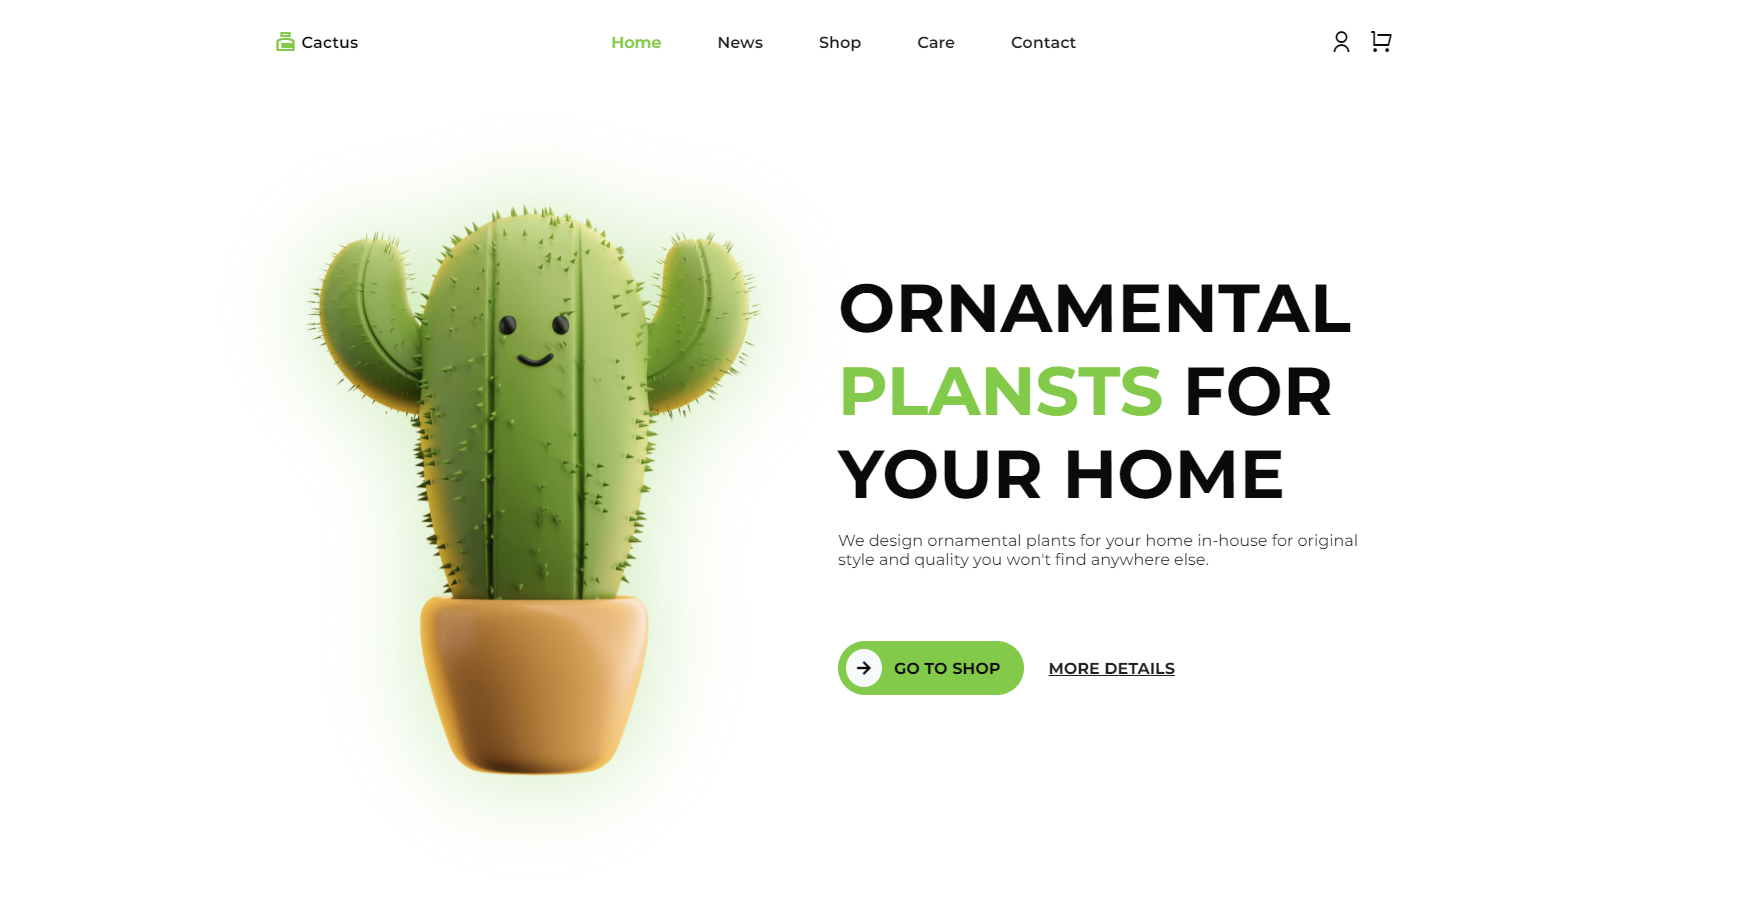 Cactus
Home News Shop Care Contact
ORNAMENTAL
PLANSTS FOR
YOUR HOME
We design ornamental plants for your home in-house for original
style and quality you won't find anywhere else.
GO TO SHOP MORE DETAILS